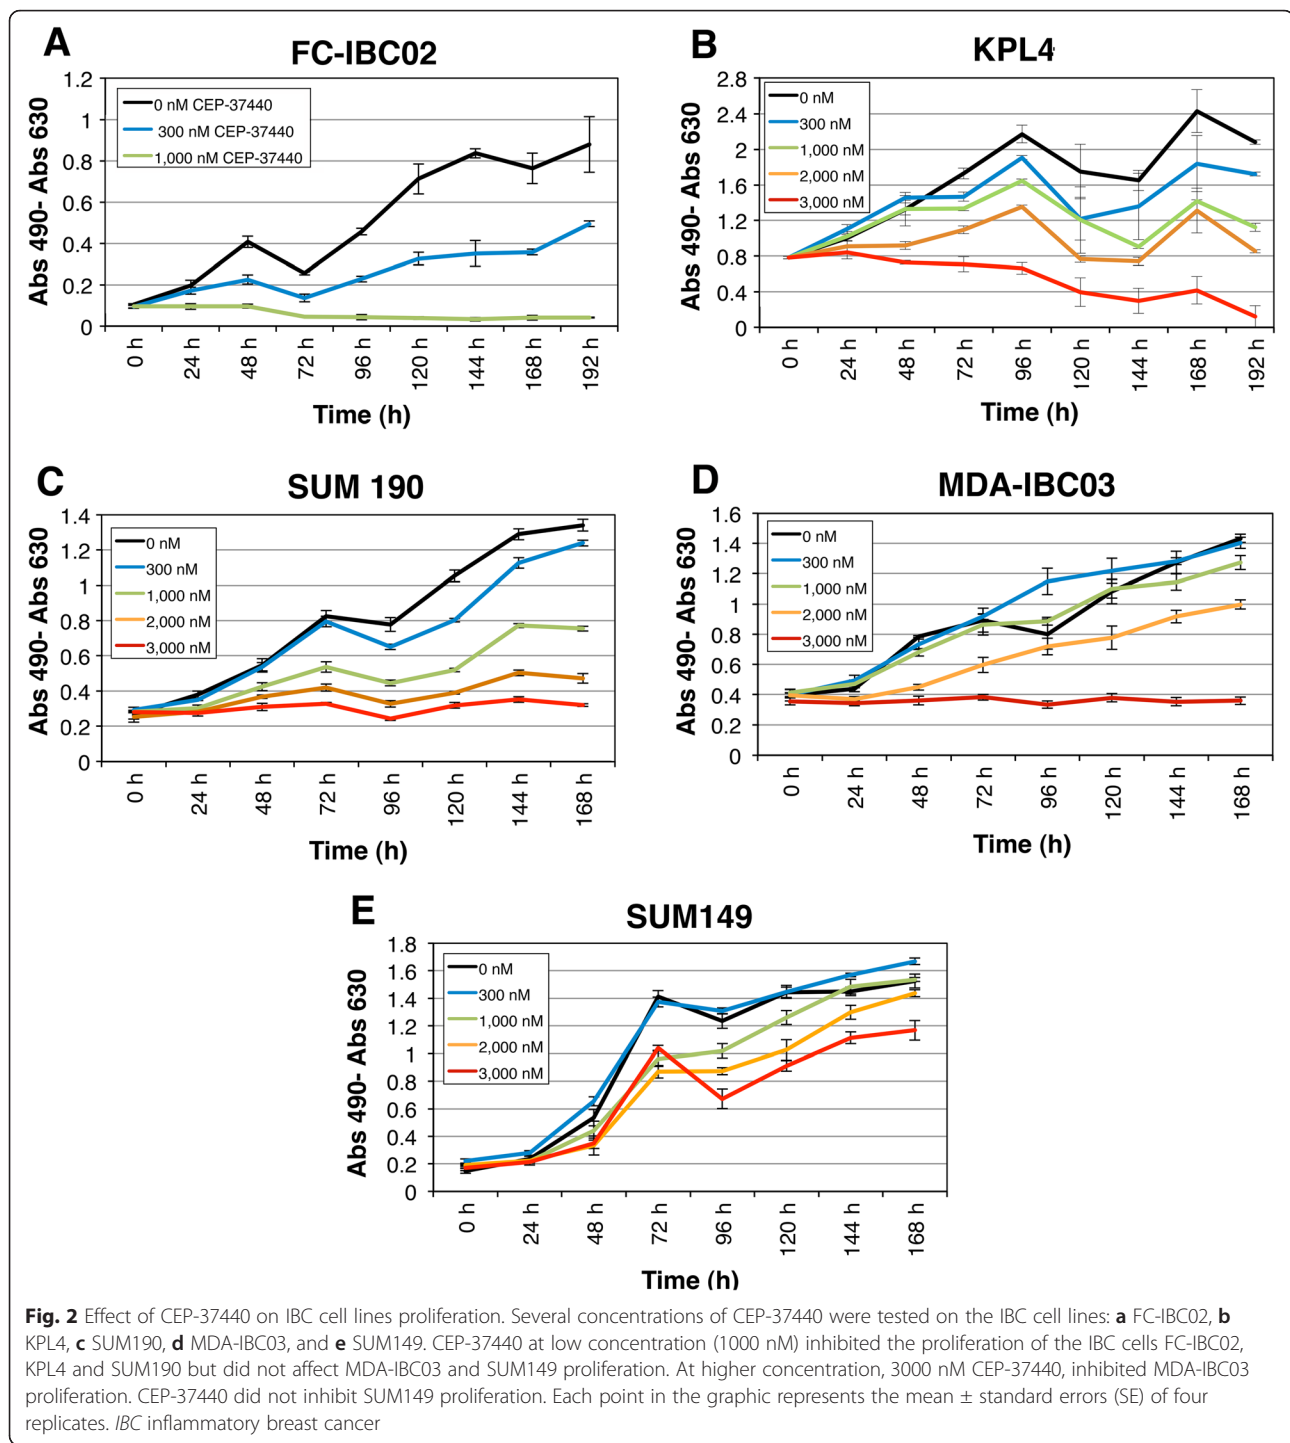 A
FC-IBC02
Abs 490- Abs 630
1.2
1
0.8
0.6
0.4
0.2
0
0 nM CEP-37440
300 nM CEP-37440
1,000 nM CEP-37440
0 h
24 h
48 h
72 h
96 h
120 h
144 h
168 h
192 h
Time (h)
B
KPL4
Abs 490- Abs 630
2.8
2.4
2
1.6
1.2
0.8
0.4
0
0 nM
300 nM
1,000 nM
2,000 nM
3,000 nM
0 h
24 h
48 h
72 h
96 h
120 h
144 h
168 h
192 h
Time (h)
C
SUM 190
Abs 490- Abs 630
1.4
1.2
1
0.8
0.6
0.4
0.2
0
0 nM
300 nM
1,000 nM
2,000 nM
3,000 nM
0 h
24 h
48 h
72 h
96 h
120 h
144 h
168 h
Time (h)
D
MDA-IBC03
Abs 490- Abs 630
1.6
1.4
1.2
1
0.8
0.6
0.4
0.2
0
0 nM
300 nM
1,000 nM
2,000 nM
3,000 nM
0 h
24 h
48 h
72 h
96 h
120 h
144 h
168 h
Time (h)
E
SUM149
Abs 490- Abs 630
1.8
1.6
1.4
1.2
1
0.8
0.6
0.4
0.2
0
0 nM
300 nM
1,000 nM
2,000 nM
3,000 nM
0 h
24 h
48 h
72 h
96 h
120 h
144 h
168 h
Time (h)
Fig. 2 Effect of CEP-37440 on IBC cell lines proliferation. Several concentrations of CEP-37440 were tested on the IBC cell lines: a FC-IBC02, b
KPL4, c SUM190, d MDA-IBC03, and e SUM149. CEP-37440 at low concentration (1000 nM) inhibited the proliferation of the IBC cells FC-IBC02,
KPL4 and SUM190 but did not affect MDA-IBC03 and SUM149 proliferation. At higher concentration, 3000 nM CEP-37440, inhibited MDA-IBC03
proliferation. CEP-37440 did not inhibit SUM149 proliferation. Each point in the graphic represents the mean ± standard errors (SE) of four
replicates. IBC inflammatory breast cancer